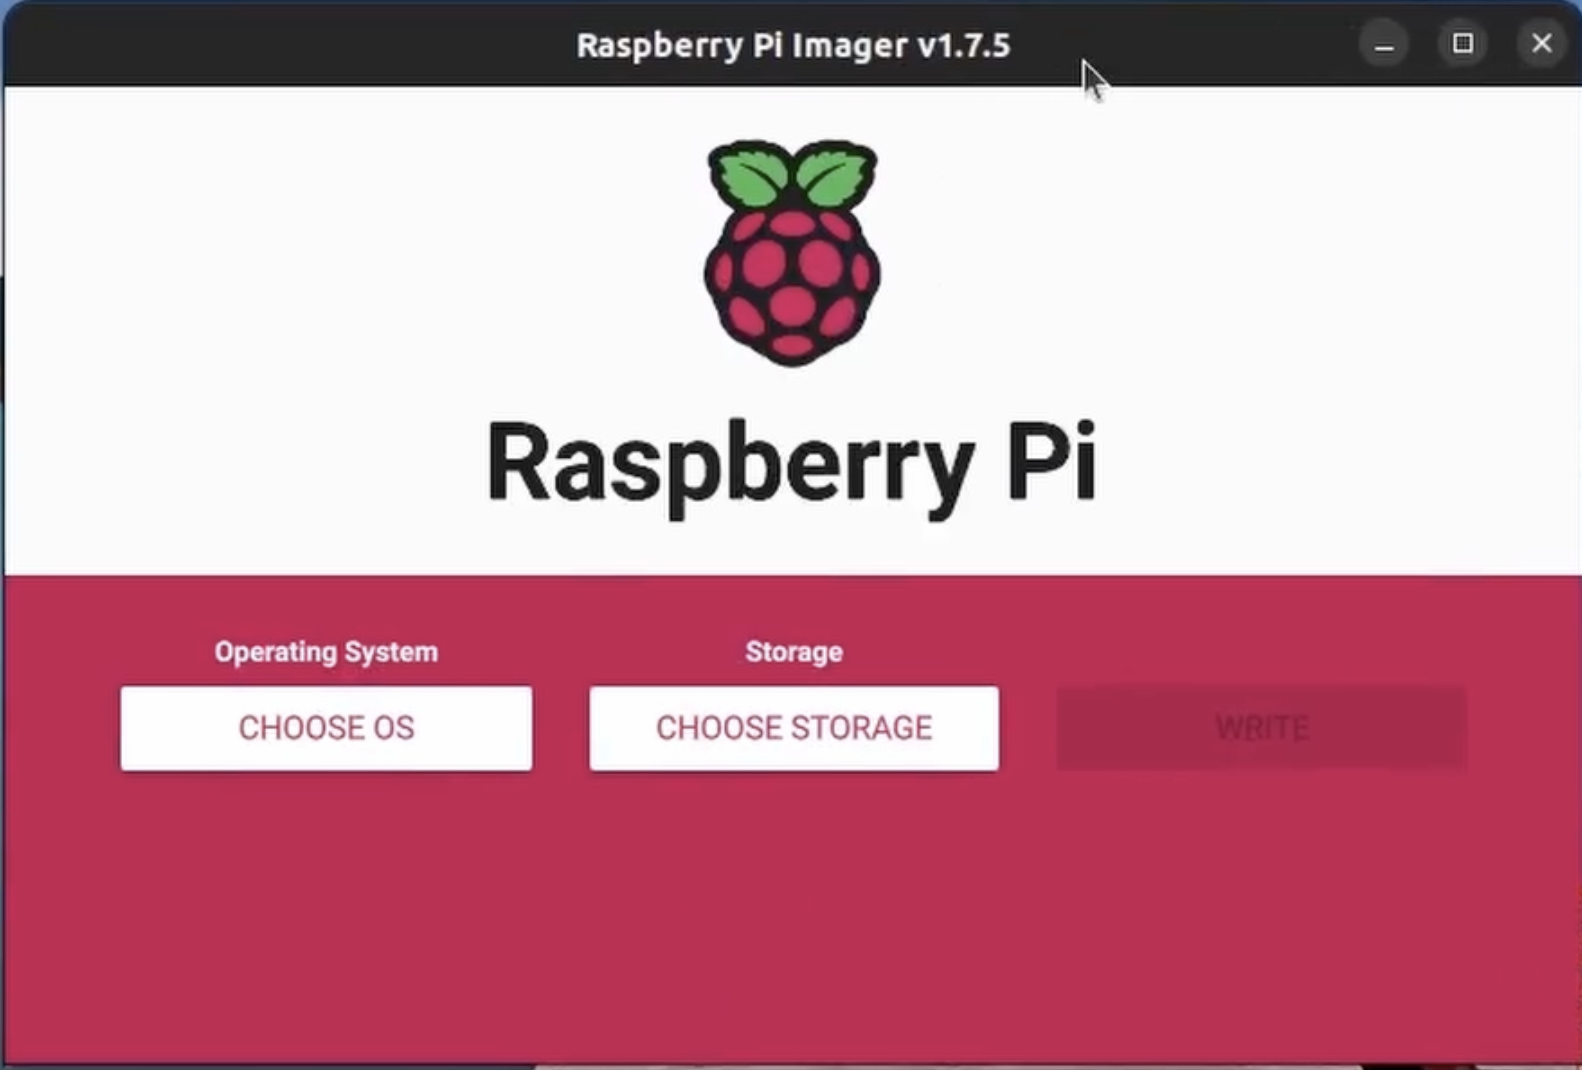 Raspberry Pi Imager v1.7.5
Raspberry Pi
Operating System
Storage
CHOOSE OS
CHOOSE STORAGE
WRITE